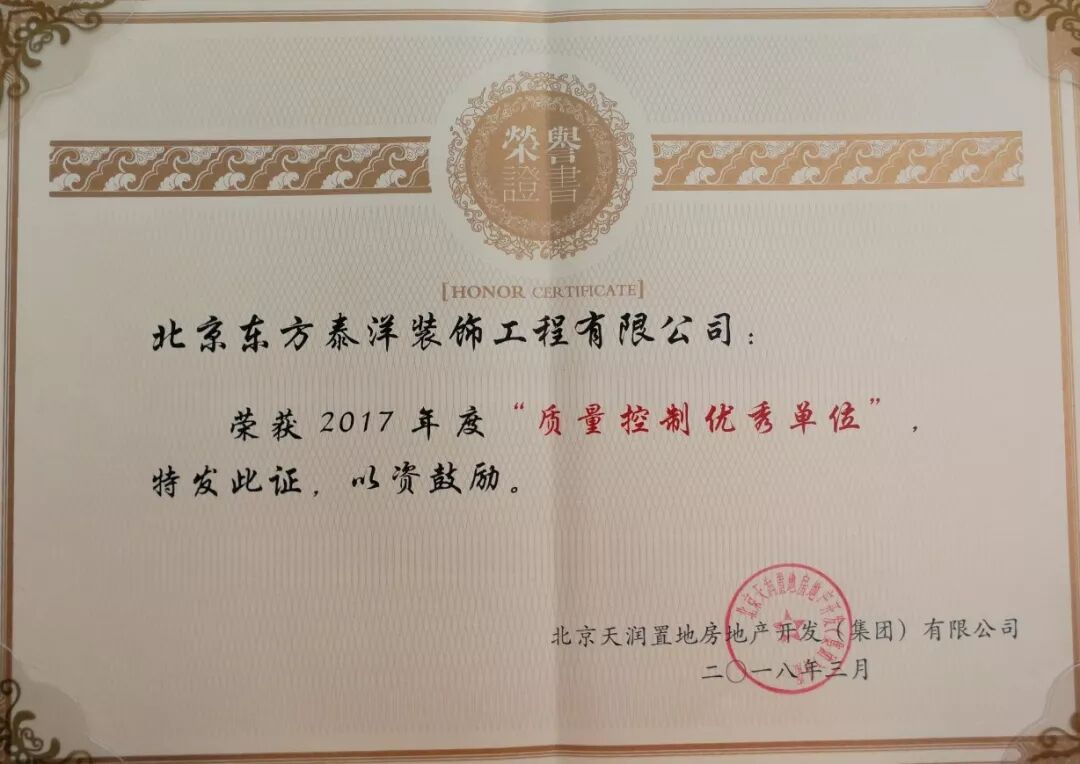 榮譽
證書
[HONOR CERTIFICATE]
北京东方泰洋装饰工程有限公司：
荣获 2017 年度“质量控制优秀单位”，
特发此证，以资鼓励。
北京天润置地房地产开发（集团）有限公司
二〇一八年三月